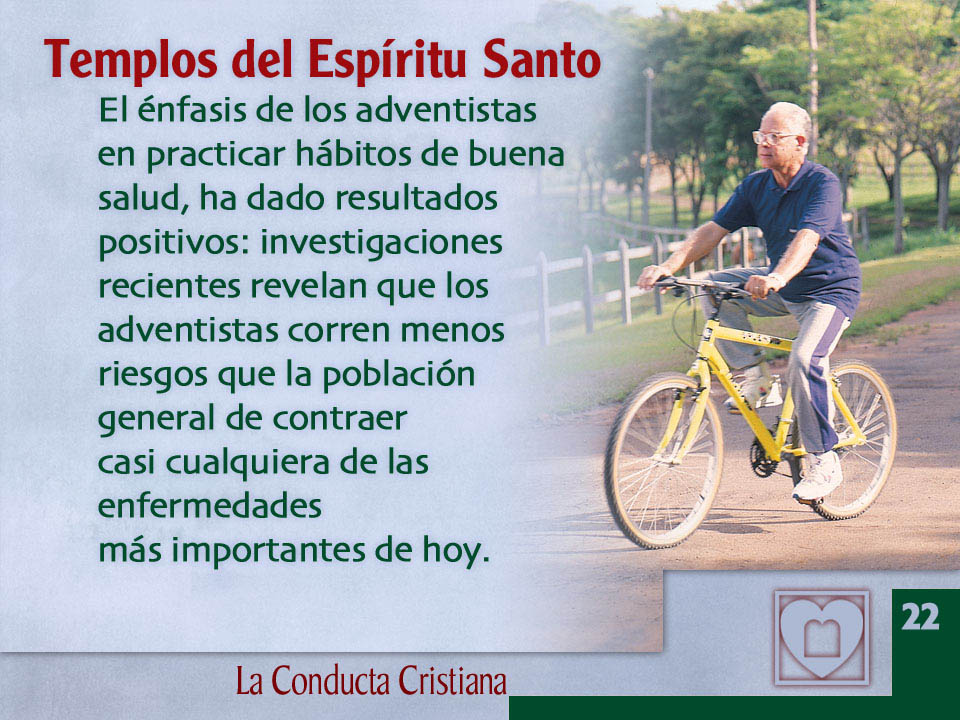 Templos del Espíritu Santo
El énfasis de los adventistas
en practicar hábitos de buena
salud, ha dado resultados
positivos: investigaciones
recientes revelan que los
adventistas corren menos
riesgos que la población
general de contraer
casi cualquiera de las
enfermedades
más importantes de hoy.
22
La Conducta Cristiana